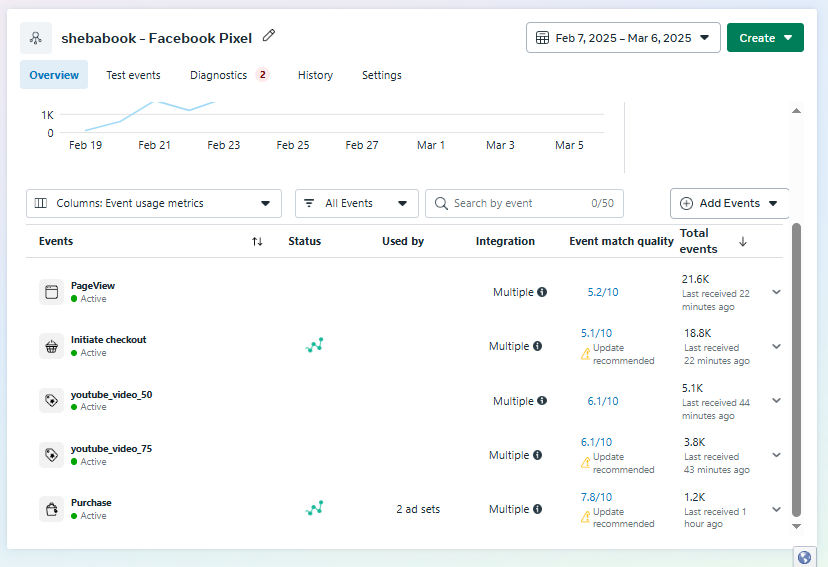 shebabook - Facebook Pixel
Feb 7, 2025 – Mar 6, 2025
Create
Overview
Test events
Diagnostics 2
History
Settings
1K
0
Feb 19 Feb 21 Feb 23 Feb 25 Feb 27 Mar 1 Mar 3 Mar 5
Columns: Event usage metrics
All Events
Search by event 0/50
Add Events
Events Status Used by Integration Event match quality Total events
PageView
Active
Multiple
5.2/10
21.6K
Last received 22
minutes ago
Initiate checkout
Active
Multiple
5.1/10
Update
recommended
18.8K
Last received
22 minutes ago
youtube_video_50
Active
Multiple
6.1/10
5.1K
Last received 44
minutes ago
youtube_video_75
Active
Multiple
6.1/10
Update
recommended
3.8K
Last received
43 minutes ago
Purchase
Active
2 ad sets
Multiple
7.8/10
Update
recommended
1.2K
Last received 1
hour ago